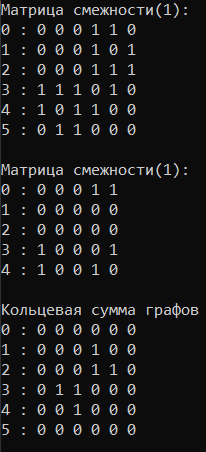 Матрица смежности(1):
0 : 0 0 0 1 1 0
1 : 0 0 0 1 0 1
2 : 0 0 0 1 1 1
3 : 1 1 1 0 1 0
4 : 1 0 1 1 0 0
5 : 0 1 1 0 0 0
Матрица смежности(1):
0 : 0 0 0 1 1
1 : 0 0 0 0 0
2 : 0 0 0 0 0
3 : 1 0 0 0 1
4 : 1 0 0 1 0
Кольцевая сумма графов
0 : 0 0 0 0 0 0
1 : 0 0 0 1 0 0
2 : 0 0 0 1 1 0
3 : 0 1 1 0 0 0
4 : 0 0 1 0 0 0
5 : 0 0 0 0 0 0